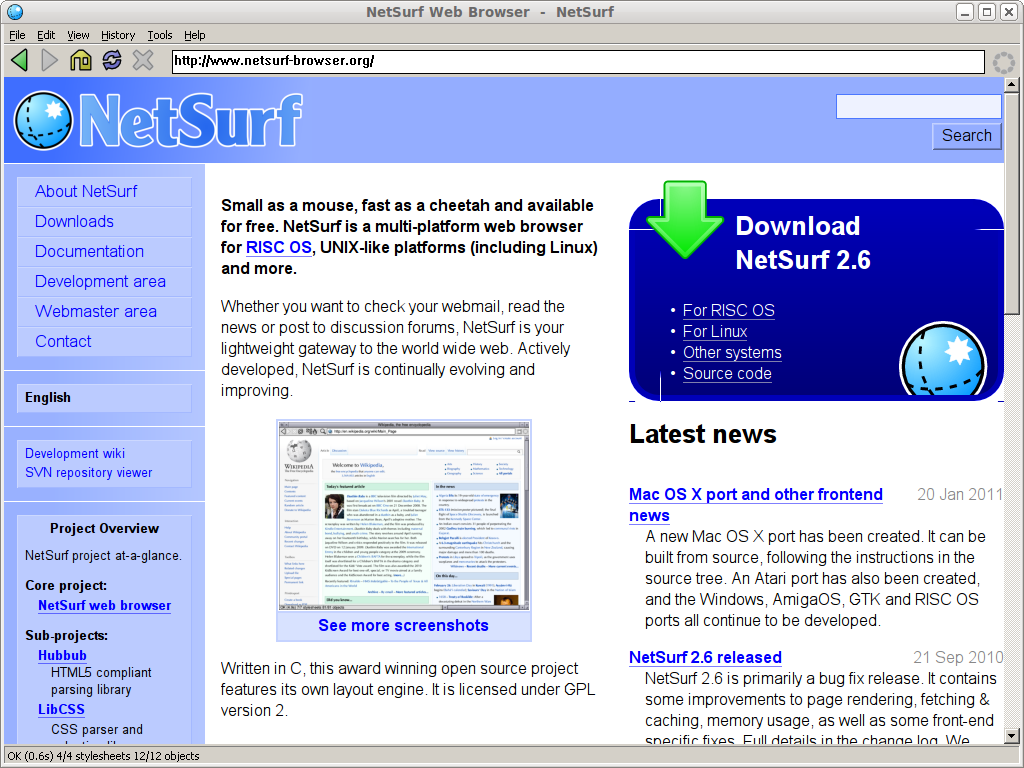 NetSurf Web Browser - NetSurf
File Edit View History Tools Help
http://www.netsurf-browser.org/
NetSurf
Search
About NetSurf
Downloads
Documentation
Development area
Webmaster area
Contact
English
Development wiki
SVN repository viewer
Project Overview
NetSurf project at-a-glance.
Core project:
NetSurf web browser
Sub-projects:
Hubbub
HTML5 compliant
parsing library
LibCSS
CSS parser and
Small as a mouse, fast as a cheetah and available
for free. NetSurf is a multi-platform web browser
for RISC OS, UNIX-like platforms (including Linux)
and more.
Whether you want to check your webmail, read the
news or post to discussion forums, NetSurf is your
lightweight gateway to the world wide web. Actively
developed, NetSurf is continually evolving and
improving.
WIKIPEDIA
Welcome to Wikipedia,
See more screenshots
Written in C, this award winning open source project
features its own layout engine. It is licensed under GPL
version 2.
Download
NetSurf 2.6
• For RISC OS
• For Linux
• Other systems
• Source code
Latest news
Mac OS X port and other frontend 20 Jan 2011
news
A new Mac OS X port has been created. It can be
built from source, following the instructions in the
source tree. An Atari port has also been created,
and the Windows, AmigaOS, GTK and RISC OS
ports all continue to be developed.
NetSurf 2.6 released 21 Sep 2010
NetSurf 2.6 is primarily a bug fix release. It contains
some improvements to page rendering, fetching &
caching, memory usage, as well as some front-end
specific fixes. Full details in the change log. We
OK (0.6s) 4/4 stylesheets 12/12 objects